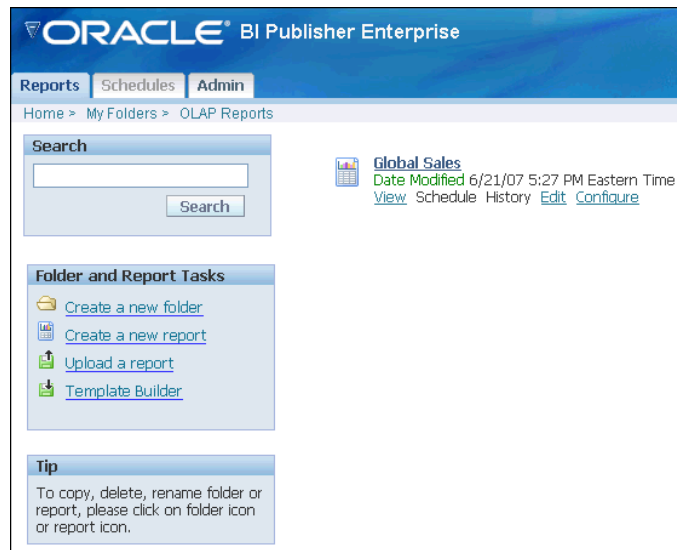 ORACLE® BI Publisher Enterprise
Reports Schedules Admin
Home > My Folders > OLAP Reports
Search
Search
Global Sales
Date Modified 6/21/07 5:27 PM Eastern Time
View Schedule History Edit Configure
Folder and Report Tasks
Create a new folder
Create a new report
Upload a report
Template Builder
Tip
To copy, delete, rename folder or
report, please click on folder icon
or report icon.